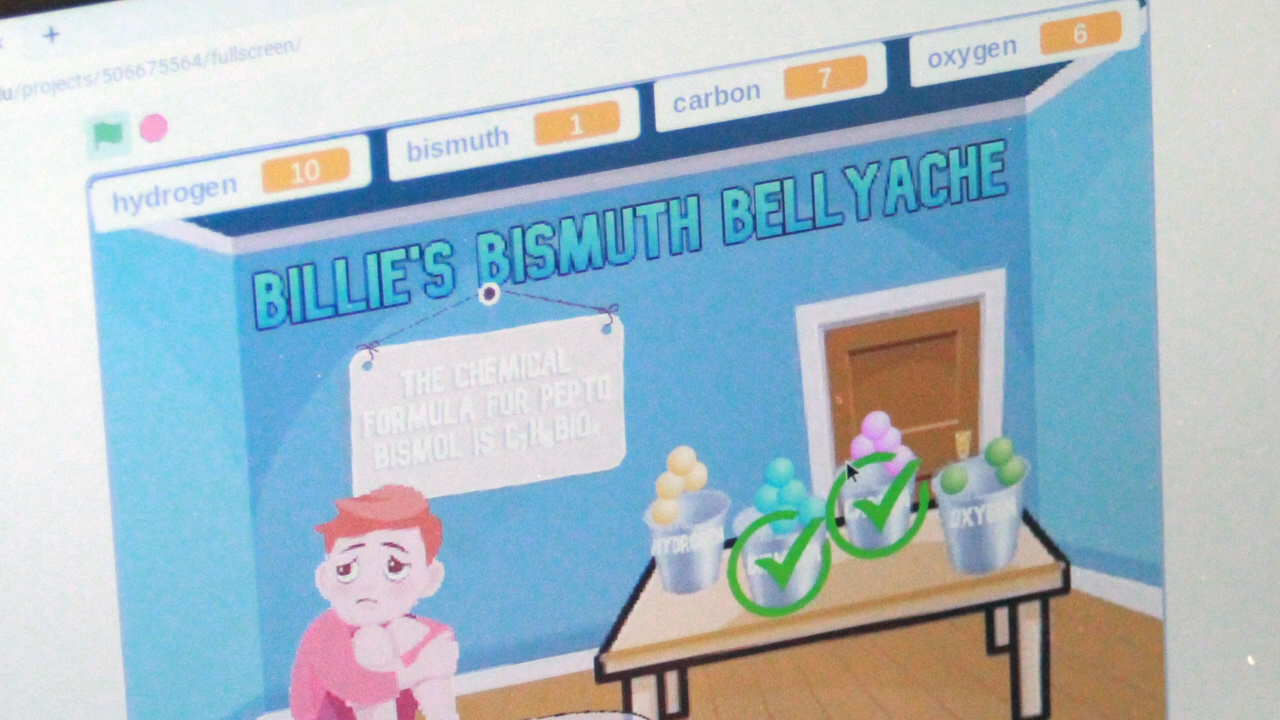 +
u/projects/506675564/fullscreen/
hydrogen 10
bismuth 1
carbon 7
oxygen 6
BILLIE'S BISMUTH BELLYACHE
THE CHEMICAL
FORMULA FOR PEPTO
BISMOL IS
OXYGEN